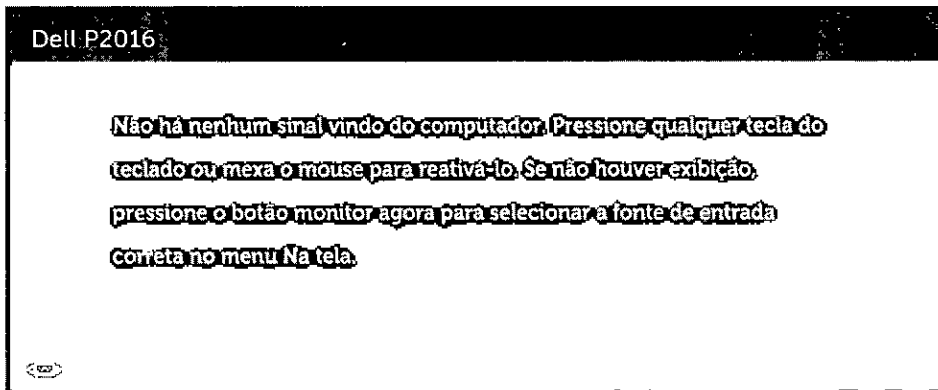 Dell P2016
Não há nenhum sinal vindo do computador. Pressione qualquer tecla do
teclado ou mexa o mouse para reativá-lo. Se não houver exibição,
pressione o botão monitor agora para selecionar a fonte de entrada
correta no menu Na tela.